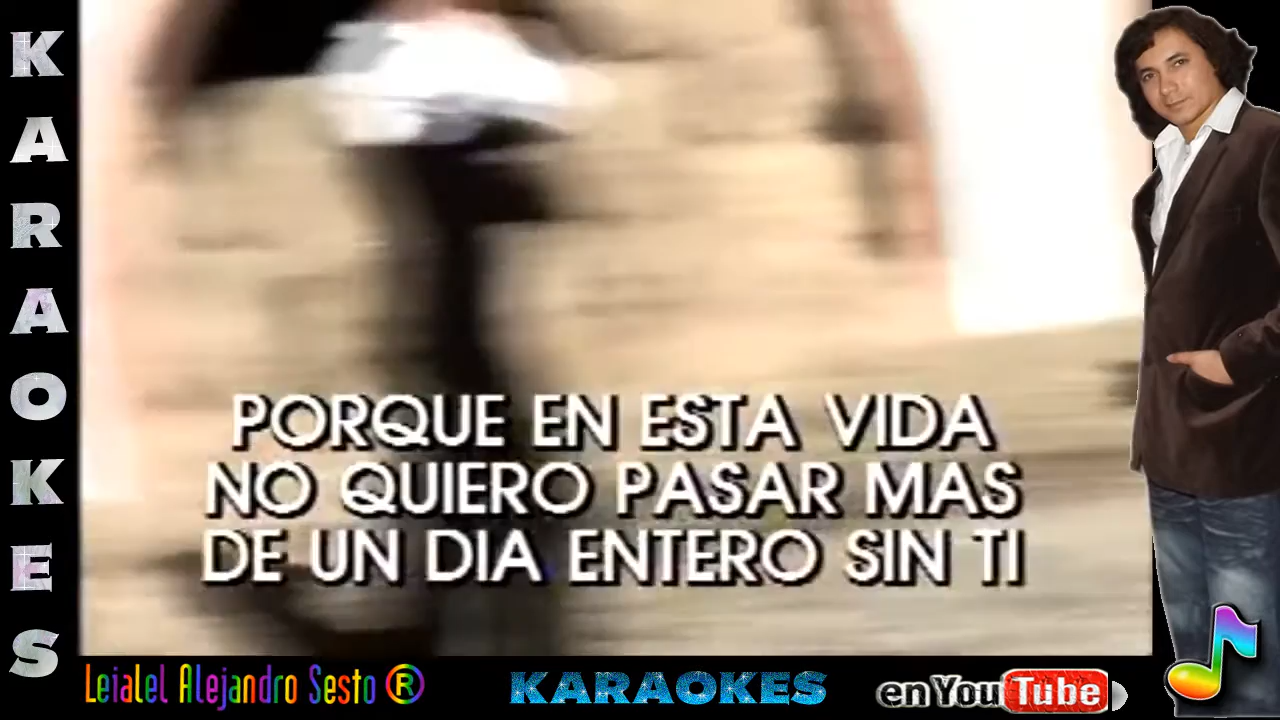 KARAOKES
PORQUE EN ESTA VIDA
NO QUIERO PASAR MAS
DE UN DIA ENTERO SIN TI
Leialel Alejandro Sesto ®
KARAOKES
en YouTube